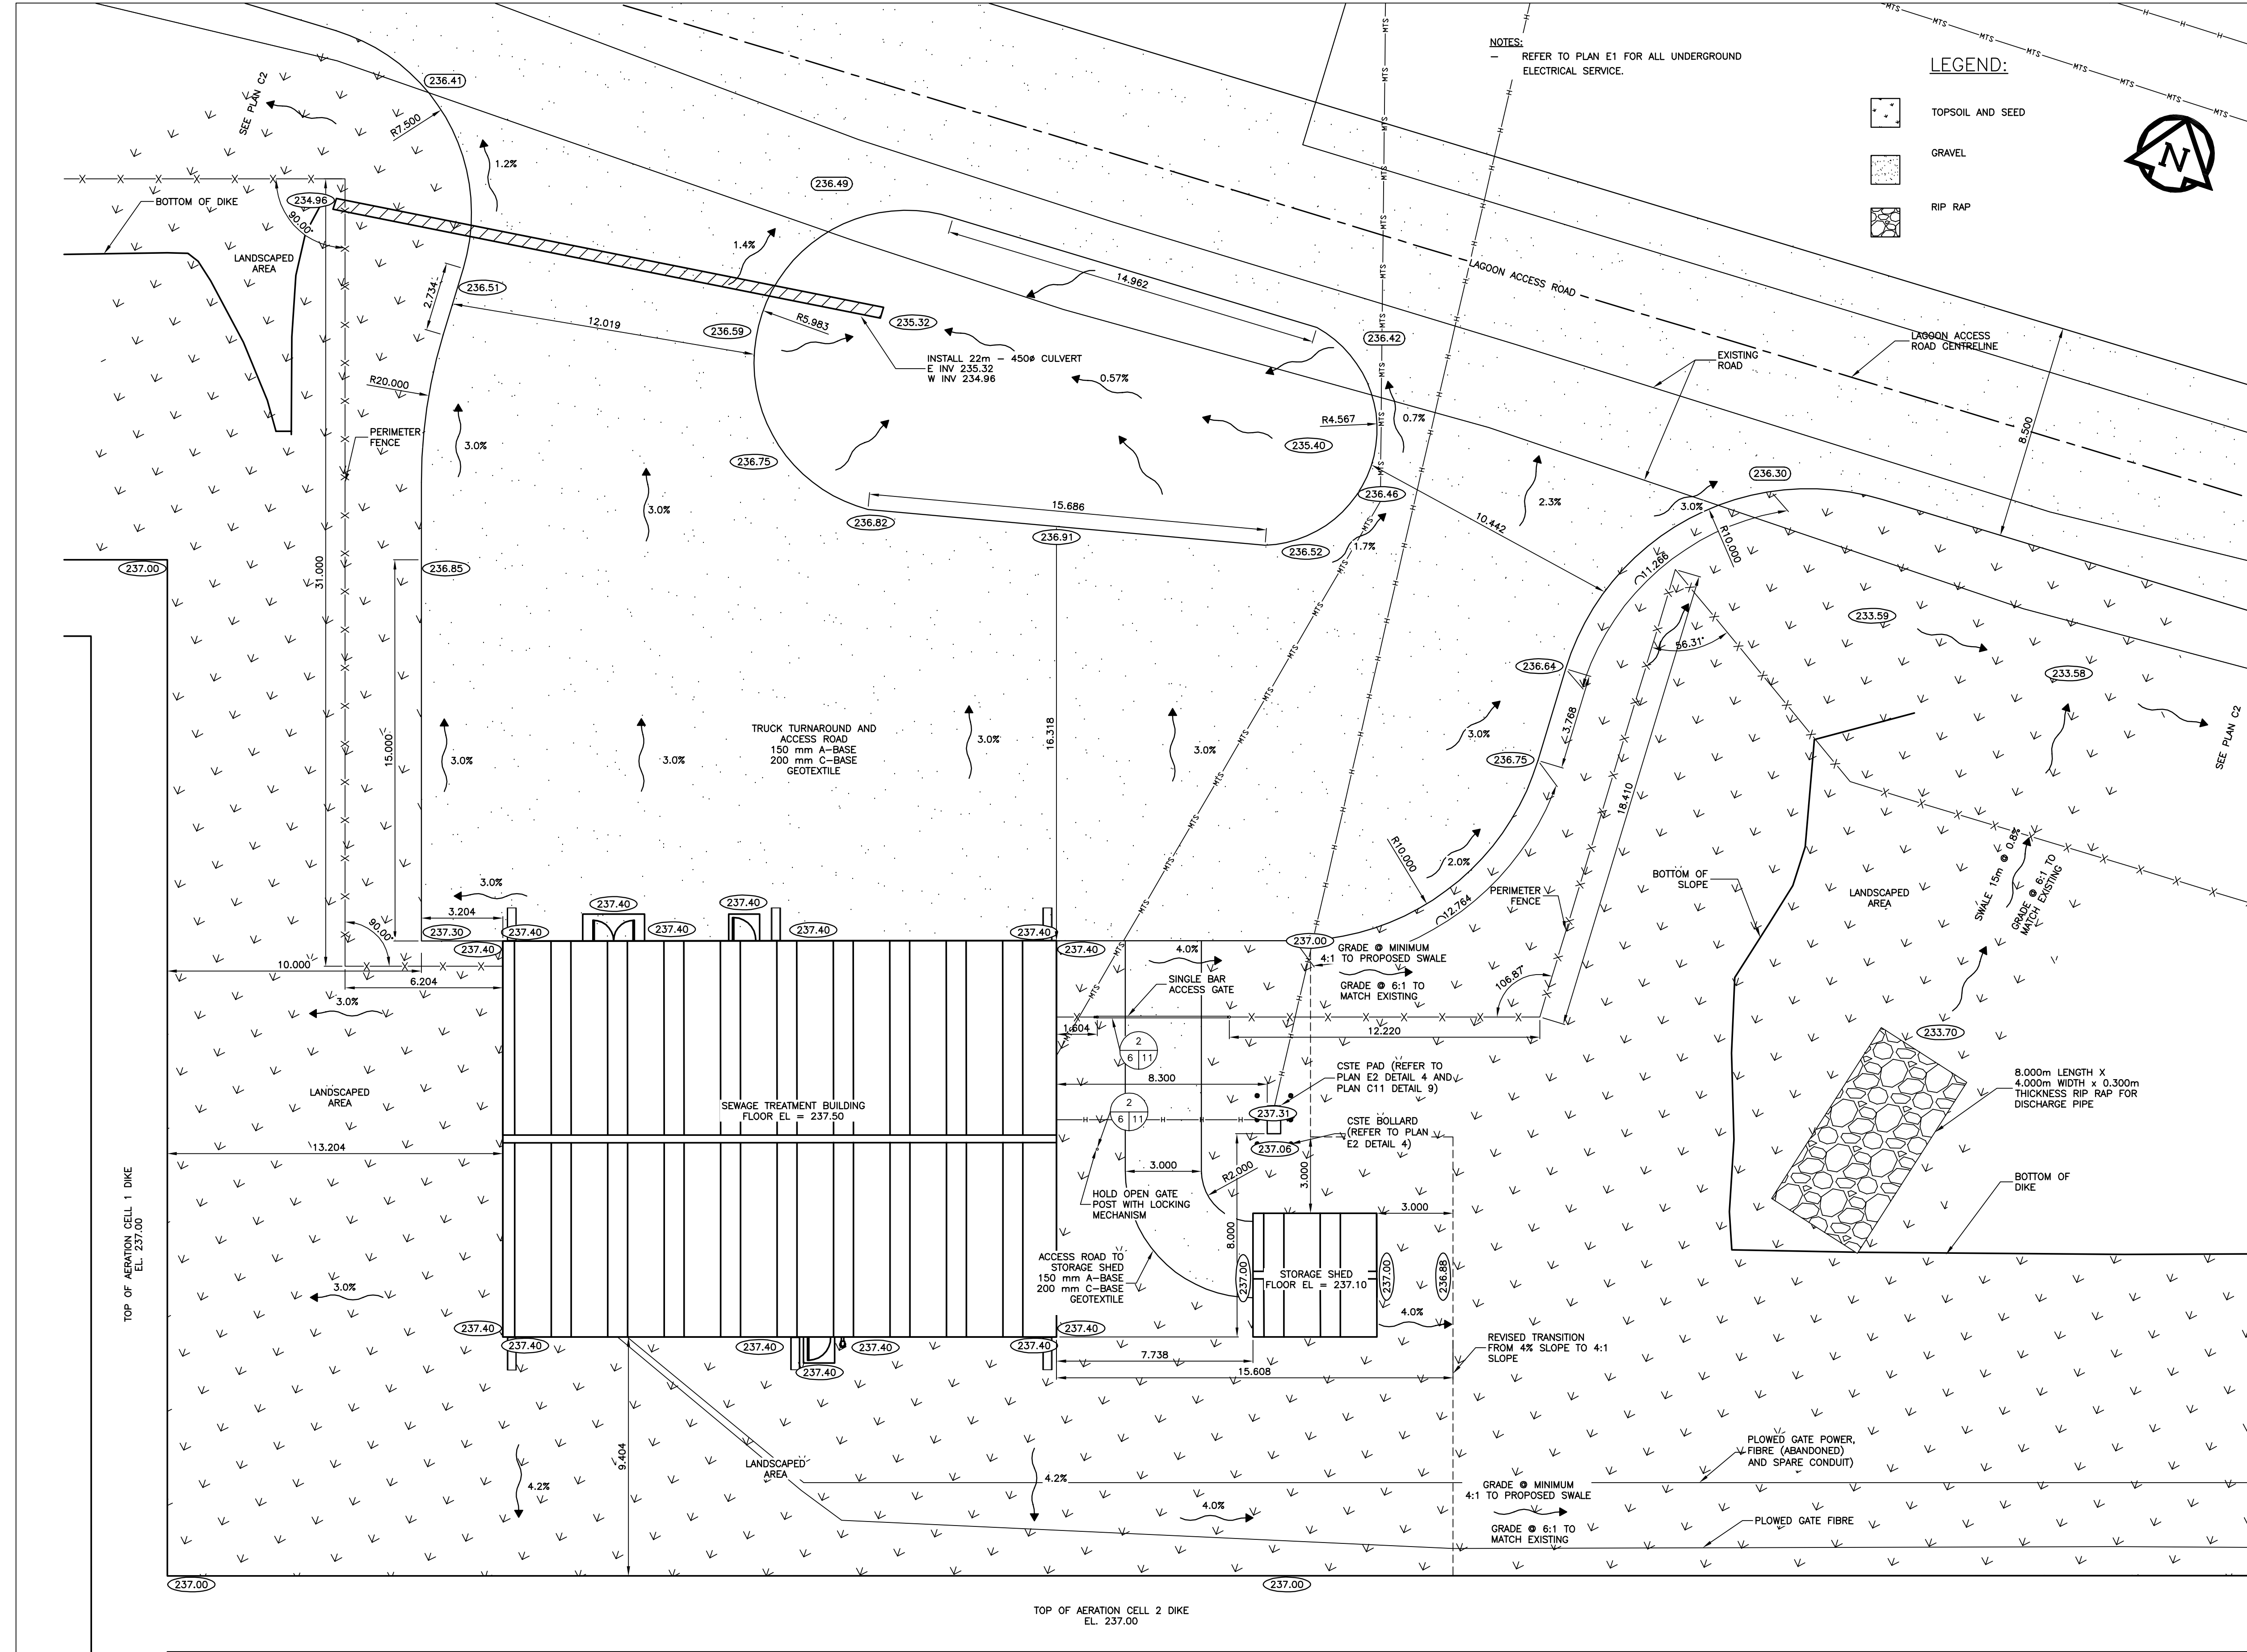 NOTES:
– REFER TO PLAN E1 FOR ALL UNDERGROUND
ELECTRICAL SERVICE.
LEGEND:
TOPSOIL AND SEED
GRAVEL
RIP RAP
N
SEE PLAN C2
236.41
R7.500
1.2%
236.49
234.96
BOTTOM OF DIKE
90.00°
LANDSCAPED
AREA
1.4%
2.734
236.51
12.019
236.59
R5.983
235.32
14.962
236.42
LAGOON ACCESS ROAD
LAGOON ACCESS
ROAD CENTRELINE
EXISTING
ROAD
8.500
INSTALL 22m – 450ø CULVERT
E INV 235.32
W INV 234.96
0.57%
R20.000
PERIMETER
FENCE
3.0%
236.75
R4.567
0.7%
235.40
236.46
236.30
3.0%
2.3%
3.0%
15.686
236.82
236.91
236.52
1.7%
10.442
R10.000
11.266
237.00
31.000
236.85
233.59
56.31°
236.64
233.58
SEE PLAN C2
15.000
3.0%
3.0%
TRUCK TURNAROUND AND
ACCESS ROAD
150 mm A–BASE
200 mm C–BASE
GEOTEXTILE
3.0%
16.318
3.0%
3.0%
3.768
236.75
18.410
R10.000
2.0%
12.764
PERIMETER
FENCE
BOTTOM OF
SLOPE
LANDSCAPED
AREA
SWALE 15m @ 0.8%
GRADE @ 6:1 TO
MATCH EXISTING
3.0%
3.204
237.40
237.40
237.30
237.40
237.40
237.40
237.40
237.40
237.40
90.00°
10.000
6.204
3.0%
4.0%
237.00
GRADE @ MINIMUM
4:1 TO PROPOSED SWALE
GRADE @ 6:1 TO
MATCH EXISTING
106.87°
SINGLE BAR
ACCESS GATE
1.604
12.220
2
6 11
8.300
CSTE PAD (REFER TO
PLAN E2 DETAIL 4 AND
PLAN C11 DETAIL 9)
2
6 11
237.31
CSTE BOLLARD
(REFER TO PLAN
E2 DETAIL 4)
237.06
233.70
8.000m LENGTH X
4.000m WIDTH x 0.300m
THICKNESS RIP RAP FOR
DISCHARGE PIPE
BOTTOM OF
DIKE
LANDSCAPED
AREA
SEWAGE TREATMENT BUILDING
FLOOR EL = 237.50
13.204
3.000
R2.000
3.000
HOLD OPEN GATE
POST WITH LOCKING
MECHANISM
3.000
8.000
ACCESS ROAD TO
STORAGE SHED
150 mm A–BASE
200 mm C–BASE
GEOTEXTILE
237.00
STORAGE SHED
FLOOR EL = 237.10
237.00
236.88
4.0%
TOP OF AERATION CELL 1 DIKE
EL. 237.00
3.0%
237.40
237.40
237.40
237.40
237.40
237.40
237.40
7.738
15.608
REVISED TRANSITION
FROM 4% SLOPE TO 4:1
SLOPE
9.404
4.2%
LANDSCAPED
AREA
4.2%
4.0%
PLOWED GATE POWER,
FIBRE (ABANDONED)
AND SPARE CONDUIT)
GRADE @ MINIMUM
4:1 TO PROPOSED SWALE
GRADE @ 6:1 TO
MATCH EXISTING
PLOWED GATE FIBRE
237.00
237.00
TOP OF AERATION CELL 2 DIKE
EL. 237.00